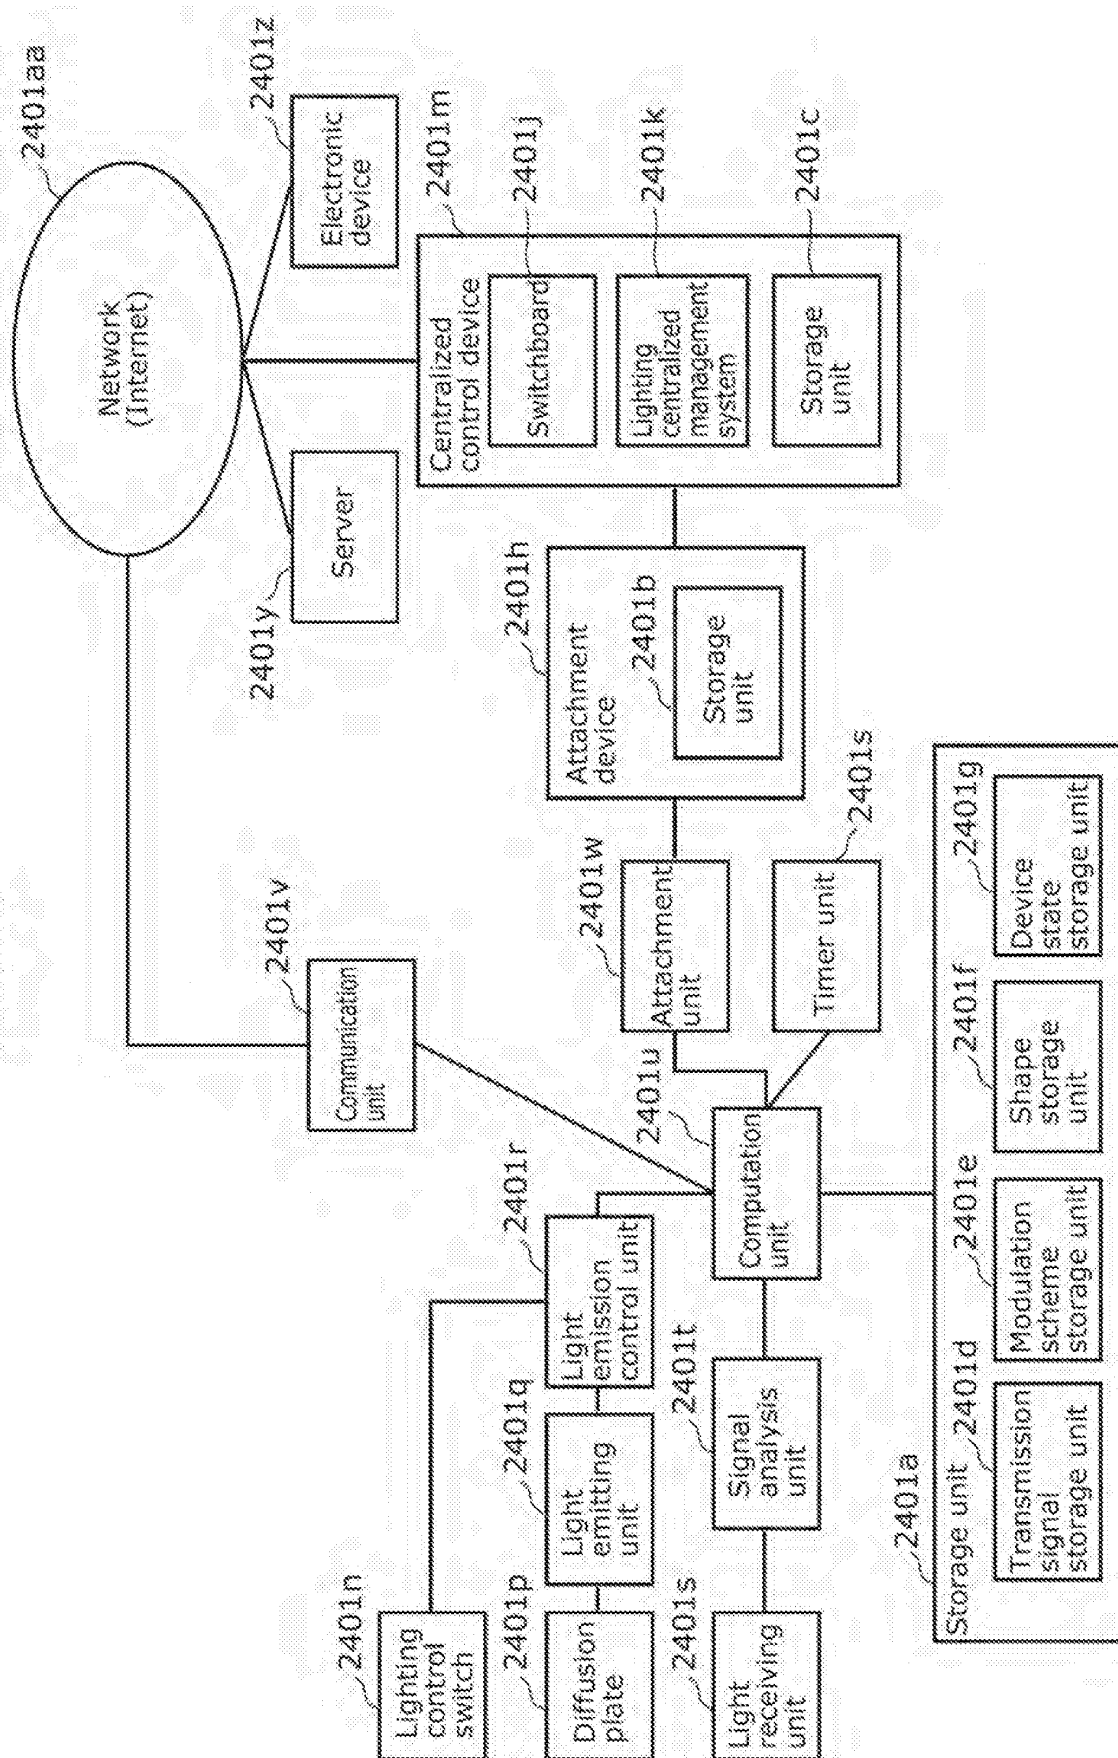 2401aa
Network
(Internet)
2401z
Electronic
device
2401y
Server
2401m
Centralized
control device
2401j
Switchboard
2401k
Lighting
centralized
management
system
2401c
Storage
unit
2401h
Attachment
device
2401b
Storage
unit
2401v
Communication
unit
2401w
Attachment
unit
2401s
Timer unit
2401u
Computation
unit
2401n
Lighting
control
switch
2401p
Diffusion
plate
2401q
Light
emitting
unit
2401r
Light
emission
control unit
2401s
Light
receiving
unit
2401t
Signal
analysis
unit
2401a
Storage unit
2401d
Transmission
signal
storage unit
2401e
Modulation
scheme
storage unit
2401f
Shape
storage
unit
2401g
Device
state
storage unit